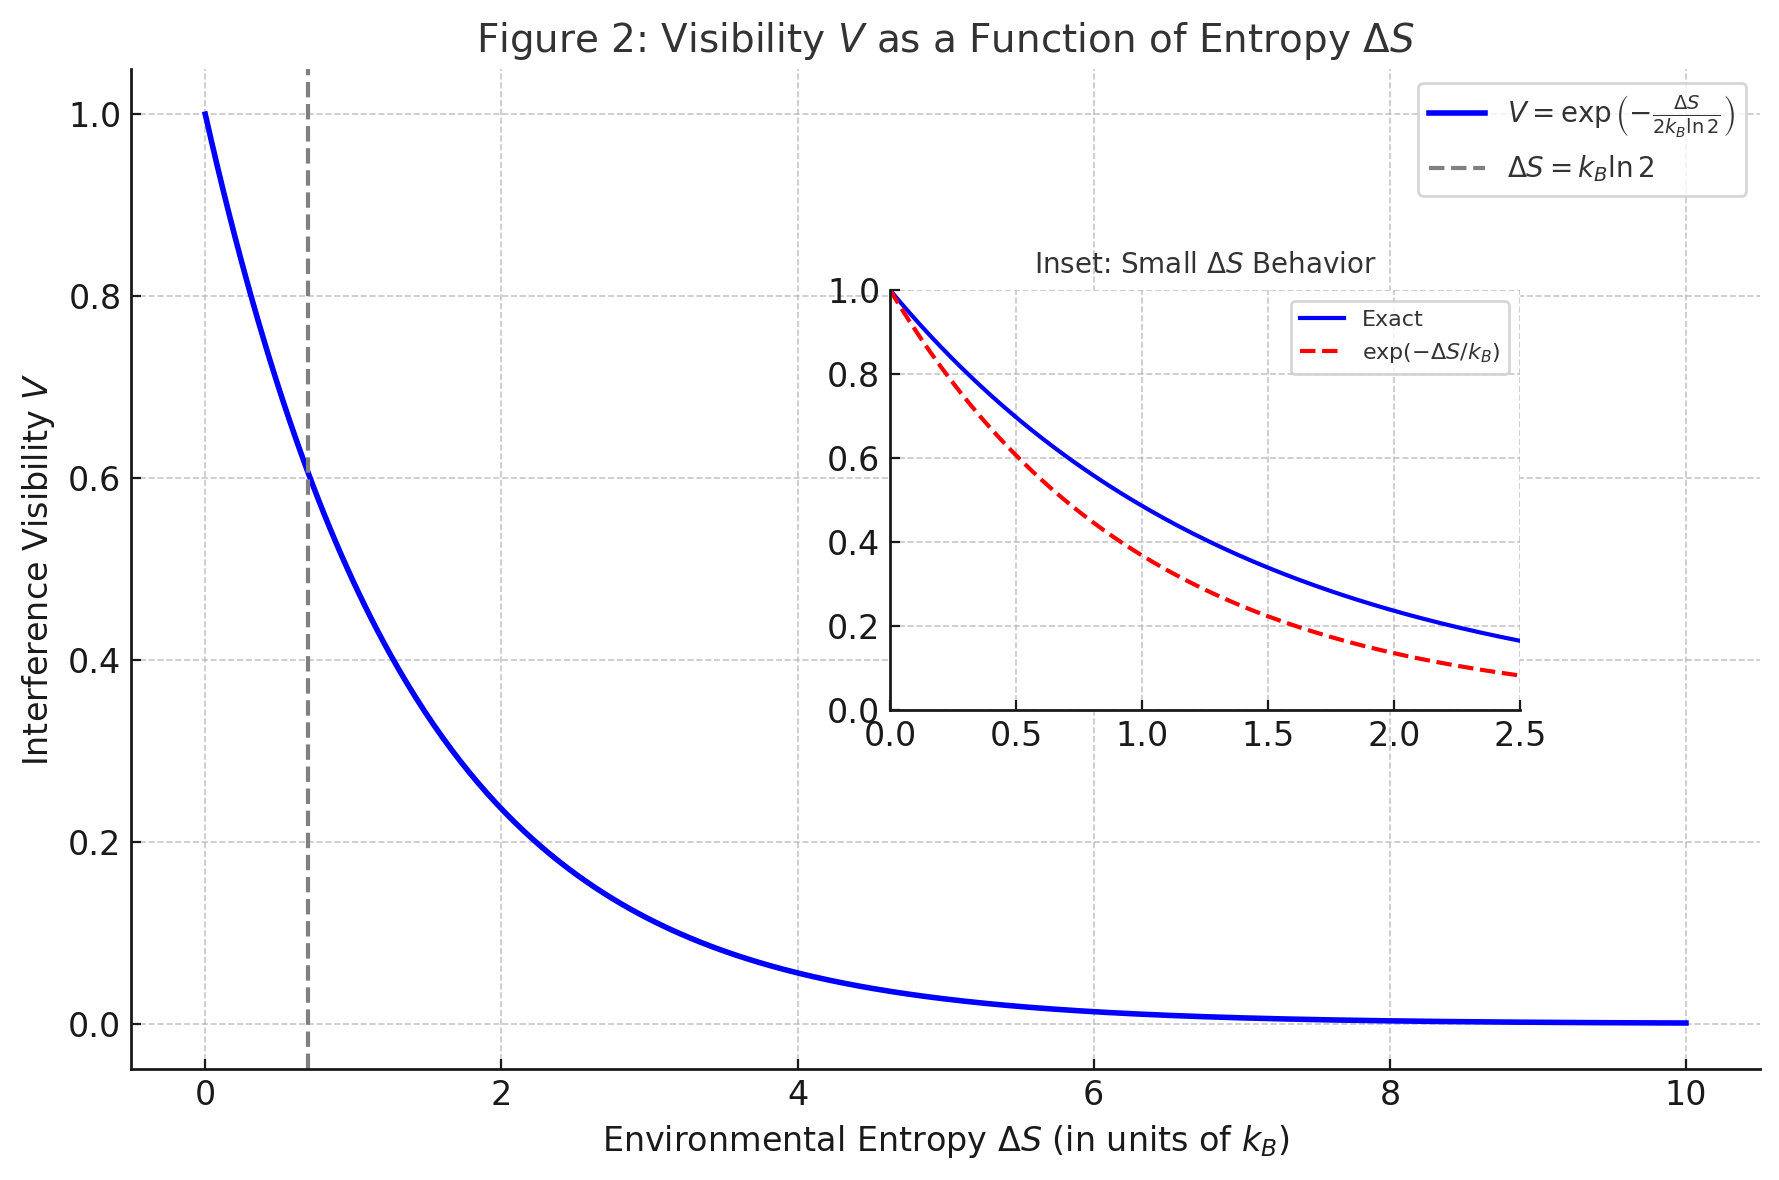 Figure 2: Visibility V as a Function of Entropy ΔS
V = exp(−ΔS/(2k_B ln 2))
ΔS = k_B ln 2
Inset: Small ΔS Behavior
Exact
exp(−ΔS/k_B)
1.0
0.8
0.6
0.4
0.2
0.0
0.0 0.5 1.0 1.5 2.0 2.5
Interference Visibility V
1.0
0.8
0.6
0.4
0.2
0.0
0 2 4 6 8 10
Environmental Entropy ΔS (in units of k_B)